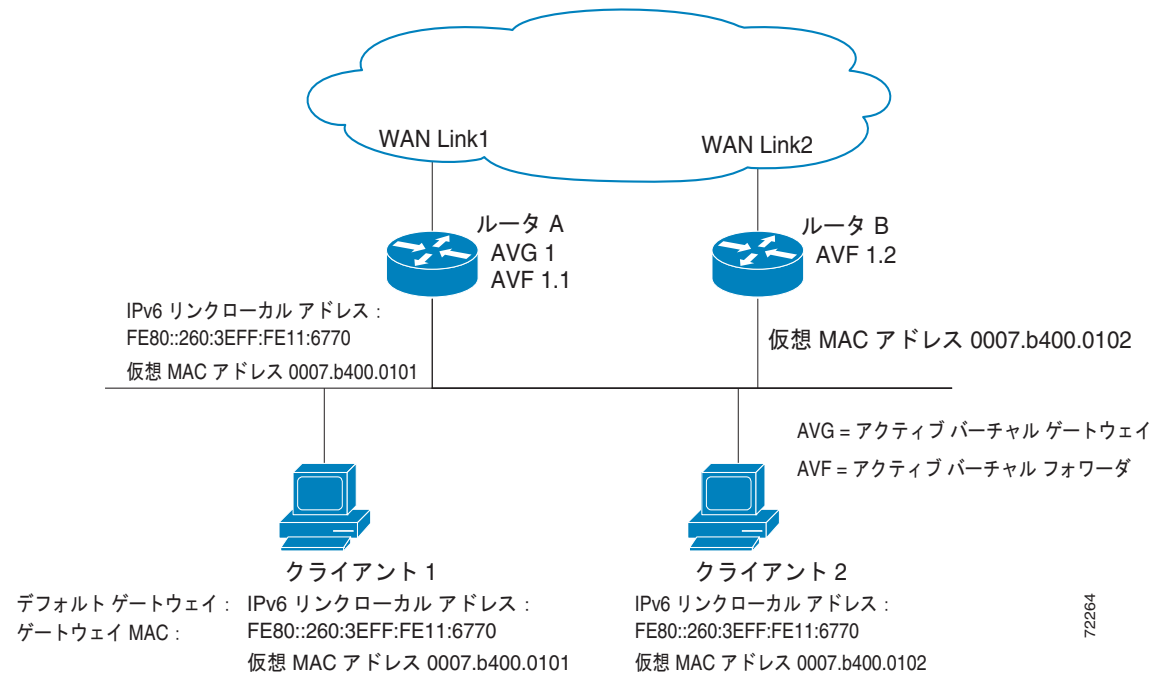 WAN Link1
WAN Link2
ルータ A
AVG 1
AVF 1.1
ルータ B
AVF 1.2
IPv6 リンクローカル アドレス：
FE80::260:3EFF:FE11:6770
仮想 MAC アドレス 0007.b400.0101
仮想 MAC アドレス 0007.b400.0102
AVG = アクティブ バーチャル ゲートウェイ
AVF = アクティブ バーチャル フォワーダ
クライアント 1
クライアント 2
デフォルト ゲートウェイ： IPv6 リンクローカル アドレス：
ゲートウェイ MAC： FE80::260:3EFF:FE11:6770
仮想 MAC アドレス 0007.b400.0101
IPv6 リンクローカル アドレス：
FE80::260:3EFF:FE11:6770
仮想 MAC アドレス 0007.b400.0102
72264